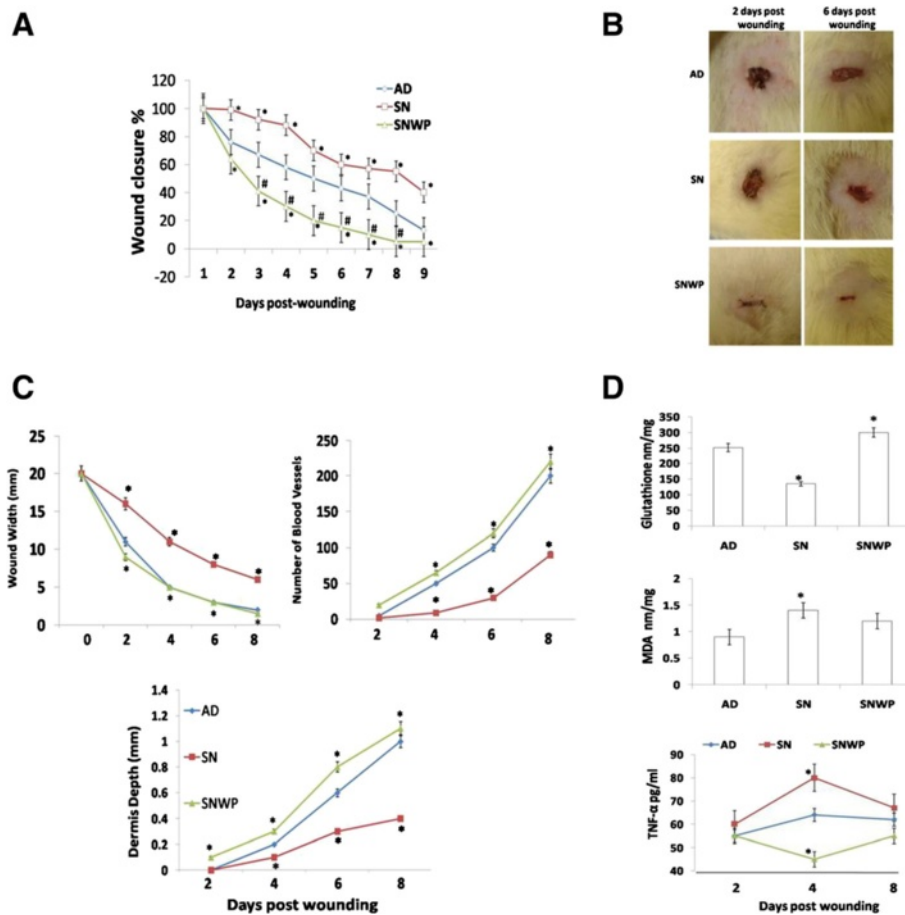 A
Wound closure %
120
100
80
60
40
20
0
-20
1 2 3 4 5 6 7 8 9
Days post-wounding
AD
SN
SNWP
*
#
B
2 days post wounding
6 days post wounding
AD
SN
SNWP
C
Wound Width (mm)
25
20
15
10
5
0
0 2 4 6 8
Number of Blood Vessels
250
200
150
100
50
0
2 4 6 8
Dermis Depth (mm)
1.4
1.2
1
0.8
0.6
0.4
0.2
0
AD
SN
SNWP
2 4 6 8
Days post wounding
D
Glutathione nm/mg
350
300
250
200
150
100
50
0
AD SN SNWP
MDA nm/mg
2
1.5
1
0.5
0
AD SN SNWP
AD SN SNWP
TNF-α pg/ml
90
80
70
60
50
40
2 4 8
Days post wounding